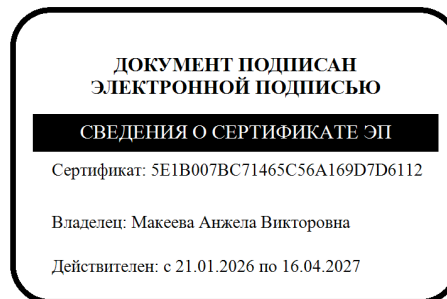 ДОКУМЕНТ ПОДПИСАН
ЭЛЕКТРОННОЙ ПОДПИСЬЮ
СВЕДЕНИЯ О СЕРТИФИКАТЕ ЭП
Сертификат: 5E1B007BC71465C56A169D7D6112
Владелец: Макеева Анжела Викторовна
Действителен: с 21.01.2026 по 16.04.2027